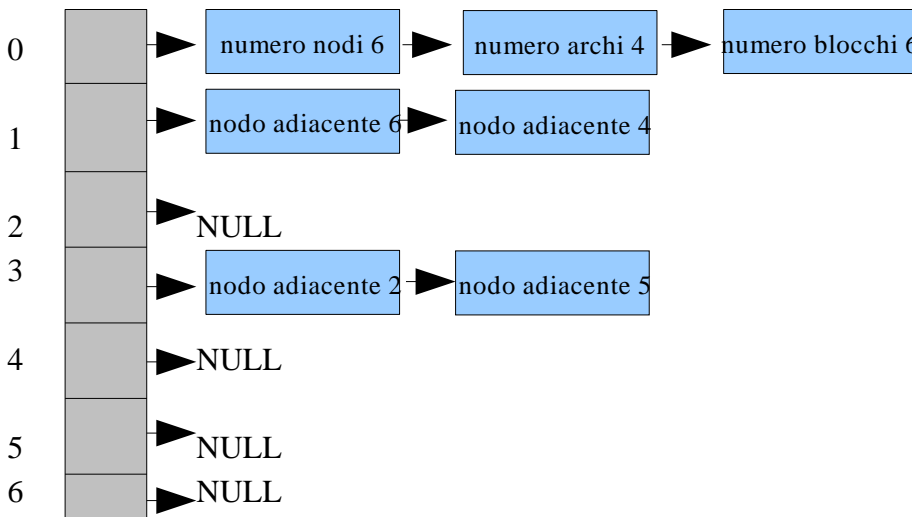 0 numero nodi 6 numero archi 4 numero blocchi 6
1 nodo adiacente 6 nodo adiacente 4
2 NULL
3 nodo adiacente 2 nodo adiacente 5
4 NULL
5 NULL
6 NULL